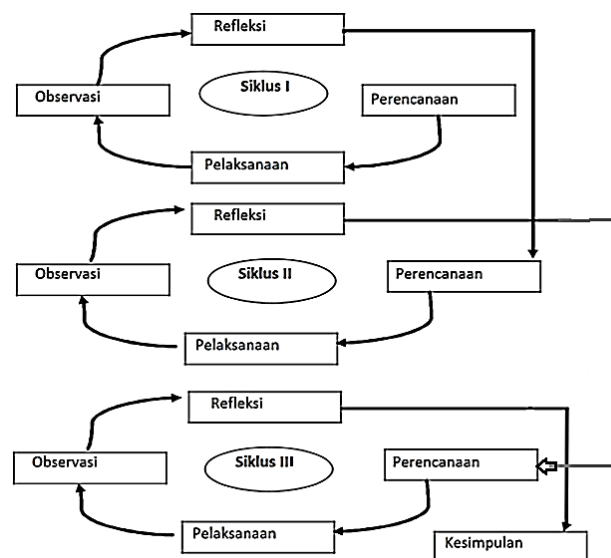 Refleksi
Observasi
Siklus I
Perencanaan
Pelaksanaan
Refleksi
Observasi
Siklus II
Perencanaan
Pelaksanaan
Refleksi
Observasi
Siklus III
Perencanaan
Pelaksanaan
Kesimpulan